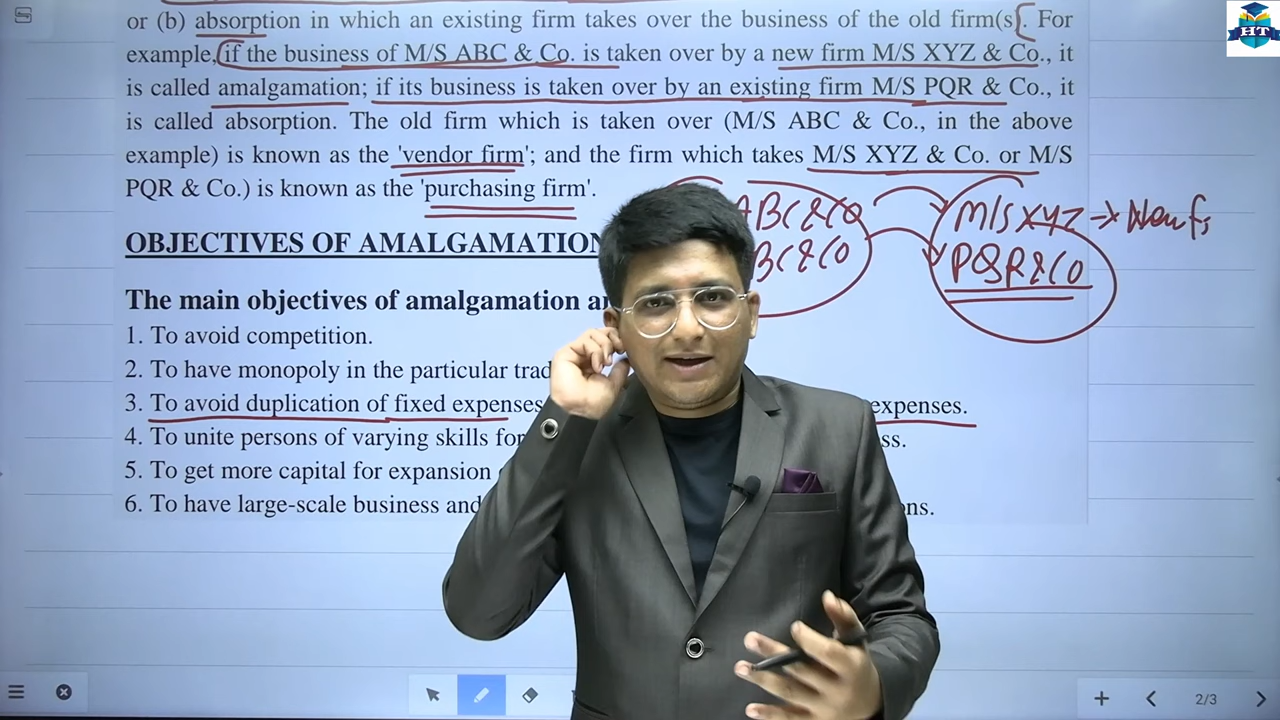 or (b) absorption in which an existing firm takes over the business of the old firm(s). For
example, if the business of M/S ABC & Co. is taken over by a new firm M/S XYZ & Co., it
is called amalgamation; if its business is taken over by an existing firm M/S PQR & Co., it
is called absorption. The old firm which is taken over (M/S ABC & Co., in the above
example) is known as the 'vendor firm'; and the firm which takes M/S XYZ & Co. or M/S
PQR & Co.) is known as the 'purchasing firm'.
ABC & CO M/S XYZ → New
BC & CO PQR & CO
OBJECTIVES OF AMALGAMATION
The main objectives of amalgamation
1. To avoid competition.
2. To have monopoly in the particular
3. To avoid duplication of fixed expenses expenses.
4. To unite persons of varying skills for
5. To get more capital for expansion
6. To have large-scale business and
2/3
HT